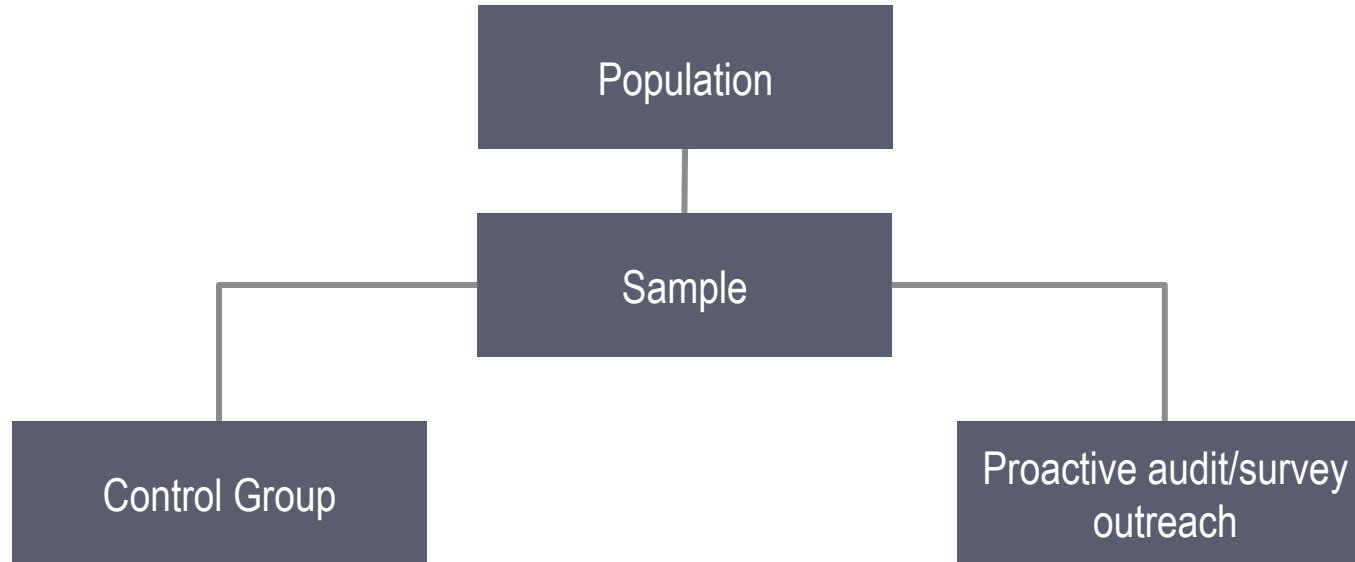 Population
Sample
Control Group
Proactive audit/survey
outreach